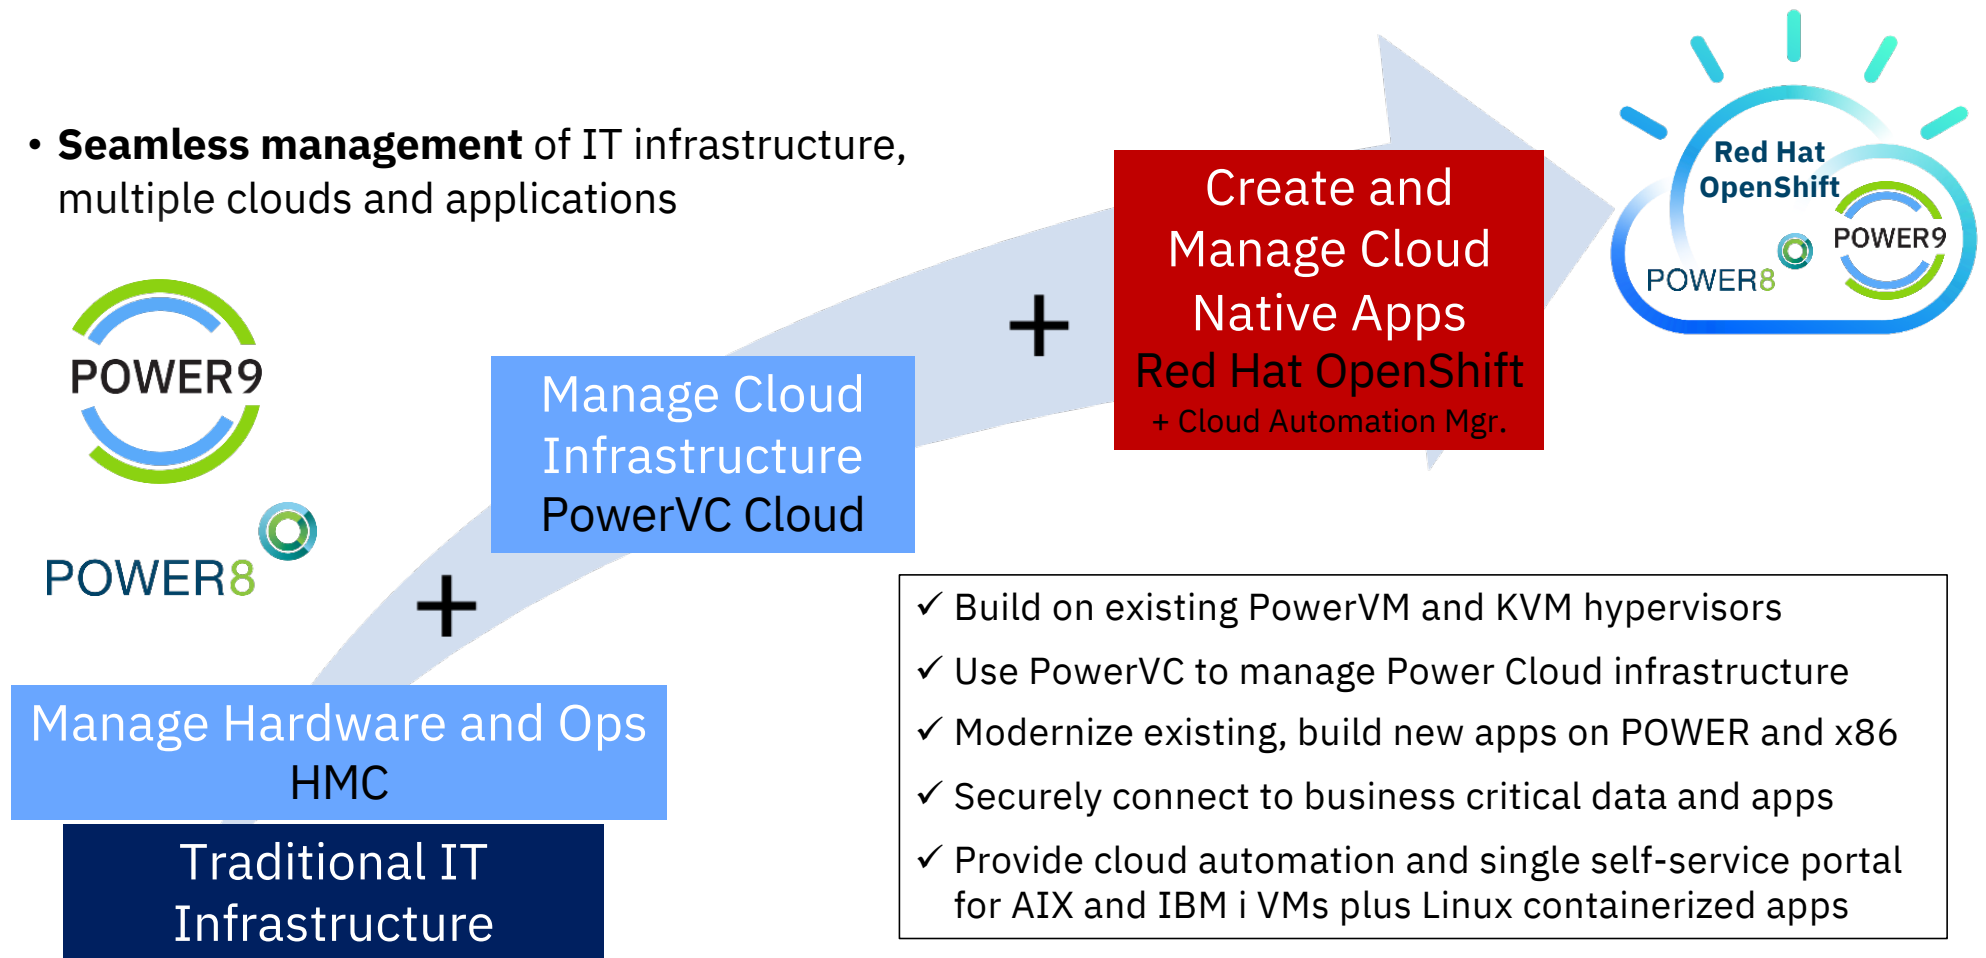 • Seamless management of IT infrastructure,
multiple clouds and applications
POWER9
POWER8
Manage Hardware and Ops
HMC
Traditional IT
Infrastructure
+
Manage Cloud
Infrastructure
PowerVC Cloud
+
Create and
Manage Cloud
Native Apps
Red Hat OpenShift
+ Cloud Automation Mgr.
Red Hat
OpenShift
POWER9
POWER8
✓ Build on existing PowerVM and KVM hypervisors
✓ Use PowerVC to manage Power Cloud infrastructure
✓ Modernize existing, build new apps on POWER and x86
✓ Securely connect to business critical data and apps
✓ Provide cloud automation and single self-service portal
for AIX and IBM i VMs plus Linux containerized apps